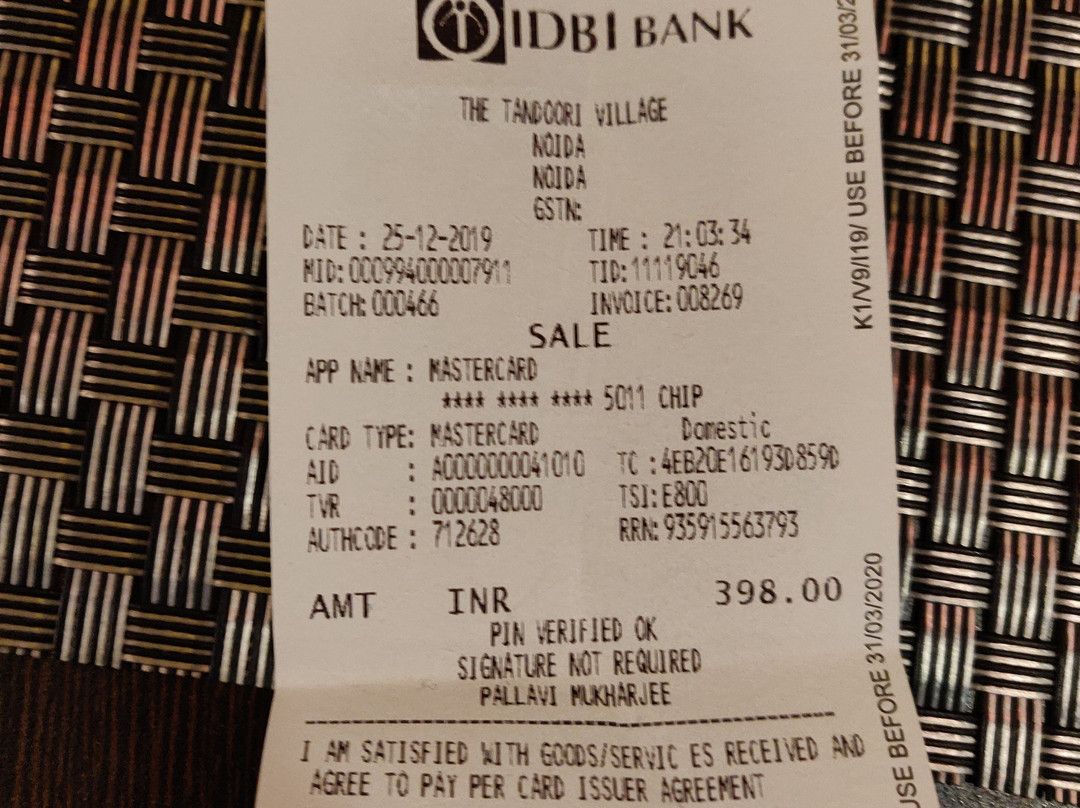 IDBI BANK
THE TANDOORI VILLAGE
NOIDA
NOIDA
GSTN:
DATE : 25-12-2019 TIME : 21:03:34
MID:000994000007911 TID:11119046
BATCH:000466 INVOICE:008269
SALE
APP NAME : MASTERCARD
**** **** **** 5011 CHIP
CARD TYPE: MASTERCARD Domestic
AID : A0000000041010 TC :4EB20E16193D859D
TVR : 0000048000 TSI:E800
AUTHCODE : 712628 RRN:935915563793
AMT INR 398.00
PIN VERIFIED OK
SIGNATURE NOT REQUIRED
PALLAVI MUKHARJEE
I AM SATISFIED WITH GOODS/SERVIC ES RECEIVED AND
AGREE TO PAY PER CARD ISSUER AGREEMENT
K1/V9/I19/ USE BEFORE 31/03/2
USE BEFORE 31/03/2020